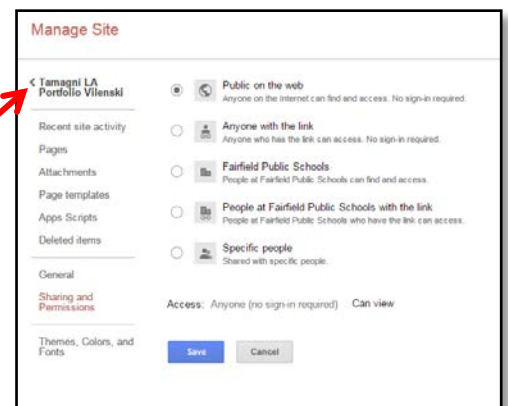 Manage Site
Tamagni LA
Portfolio Vilenski
Recent site activity
Pages
Attachments
Page templates
Apps Scripts
Deleted items
General
Sharing and
Permissions
Themes, Colors, and
Fonts
Public on the web
Anyone on the Internet can find and access. No sign-in required.
Anyone with the link
Anyone who has the link can access. No sign-in required.
Fairfield Public Schools
People at Fairfield Public Schools can find and access.
People at Fairfield Public Schools with the link
People at Fairfield Public Schools who have the link can access.
Specific people
Shared with specific people.
Access: Anyone (no sign-in required) Can view
Save Cancel